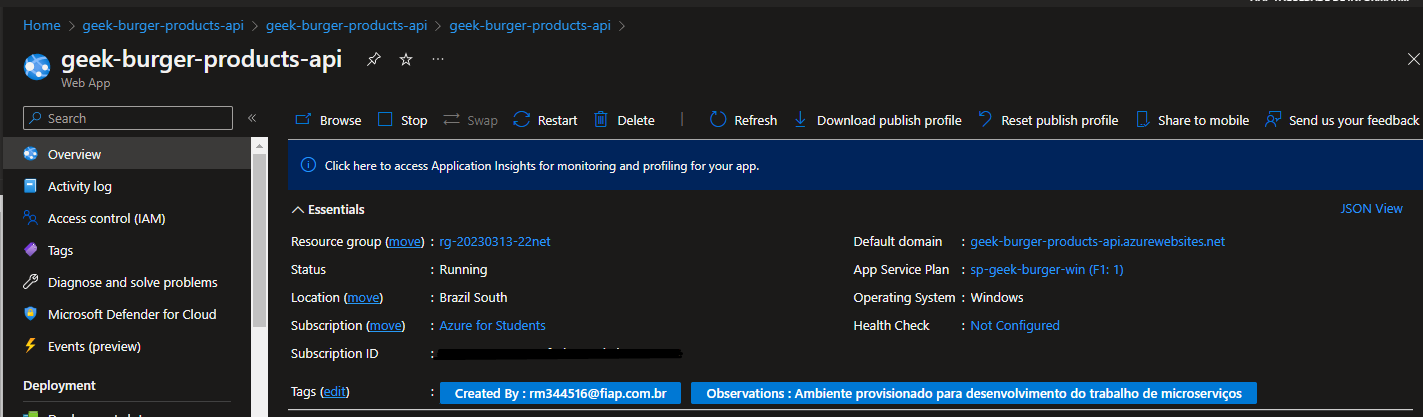 Home > geek-burger-products-api > geek-burger-products-api > geek-burger-products-api >
geek-burger-products-api
Web App
Search
Browse Stop Swap Restart Delete Refresh Download publish profile Reset publish profile Share to mobile Send us your feedback
Overview
Activity log
Access control (IAM)
Tags
Diagnose and solve problems
Microsoft Defender for Cloud
Events (preview)
Deployment
Click here to access Application Insights for monitoring and profiling for your app.
Essentials
JSON View
Resource group (move) : rg-20230313-22net
Status : Running
Location (move) : Brazil South
Subscription (move) : Azure for Students
Subscription ID :
Default domain : geek-burger-products-api.azurewebsites.net
App Service Plan : sp-geek-burger-win (F1: 1)
Operating System : Windows
Health Check : Not Configured
Tags (edit) : Created By : rm344516@fiap.com.br Observations : Ambiente provisionado para desenvolvimento do trabalho de microserviços